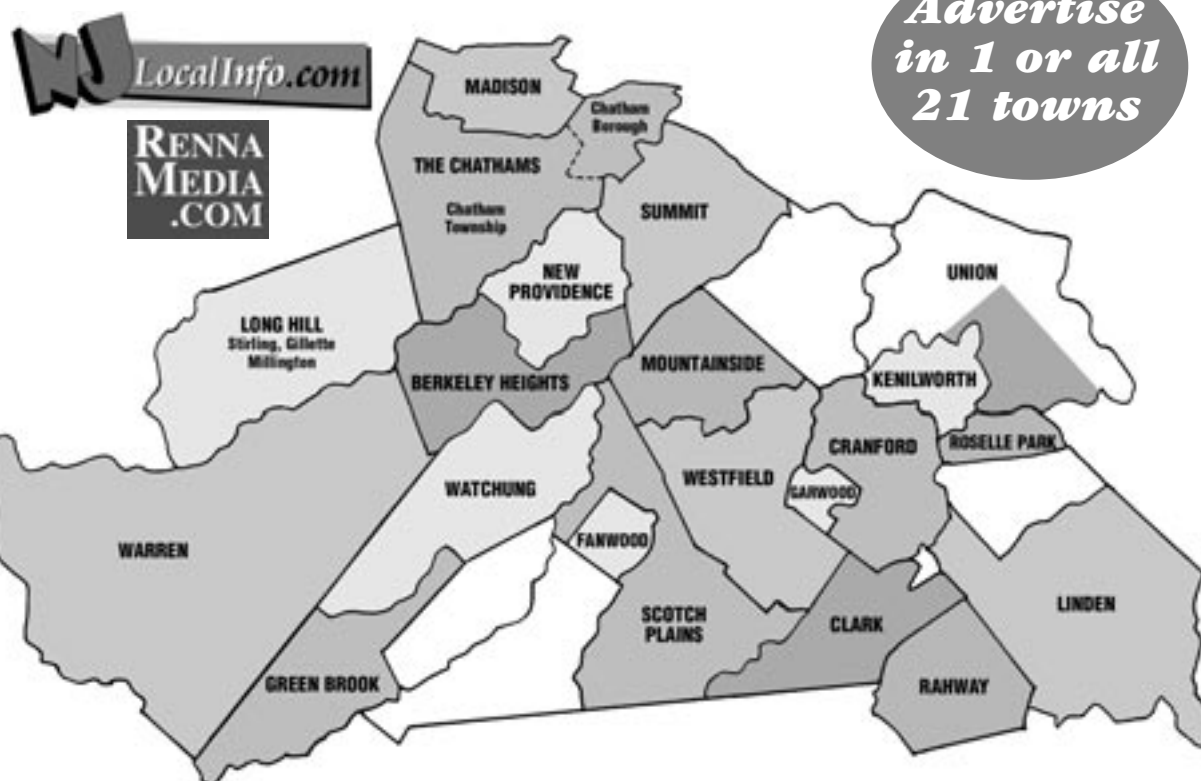 NJ LocalInfo.com
RENNA
MEDIA
.COM
Advertise
in 1 or all
21 towns
MADISON
Chatham
Borough
THE CHATHAMS
Chatham
Township
SUMMIT
NEW
PROVIDENCE
UNION
LONG HILL
Stirling, Gillette
Millington
BERKELEY HEIGHTS
MOUNTAINSIDE
KENILWORTH
ROSELLE PARK
CRANFORD
WESTFIELD
GARWOOD
WATCHUNG
FANWOOD
WARREN
SCOTCH
PLAINS
CLARK
LINDEN
GREEN BROOK
RAHWAY